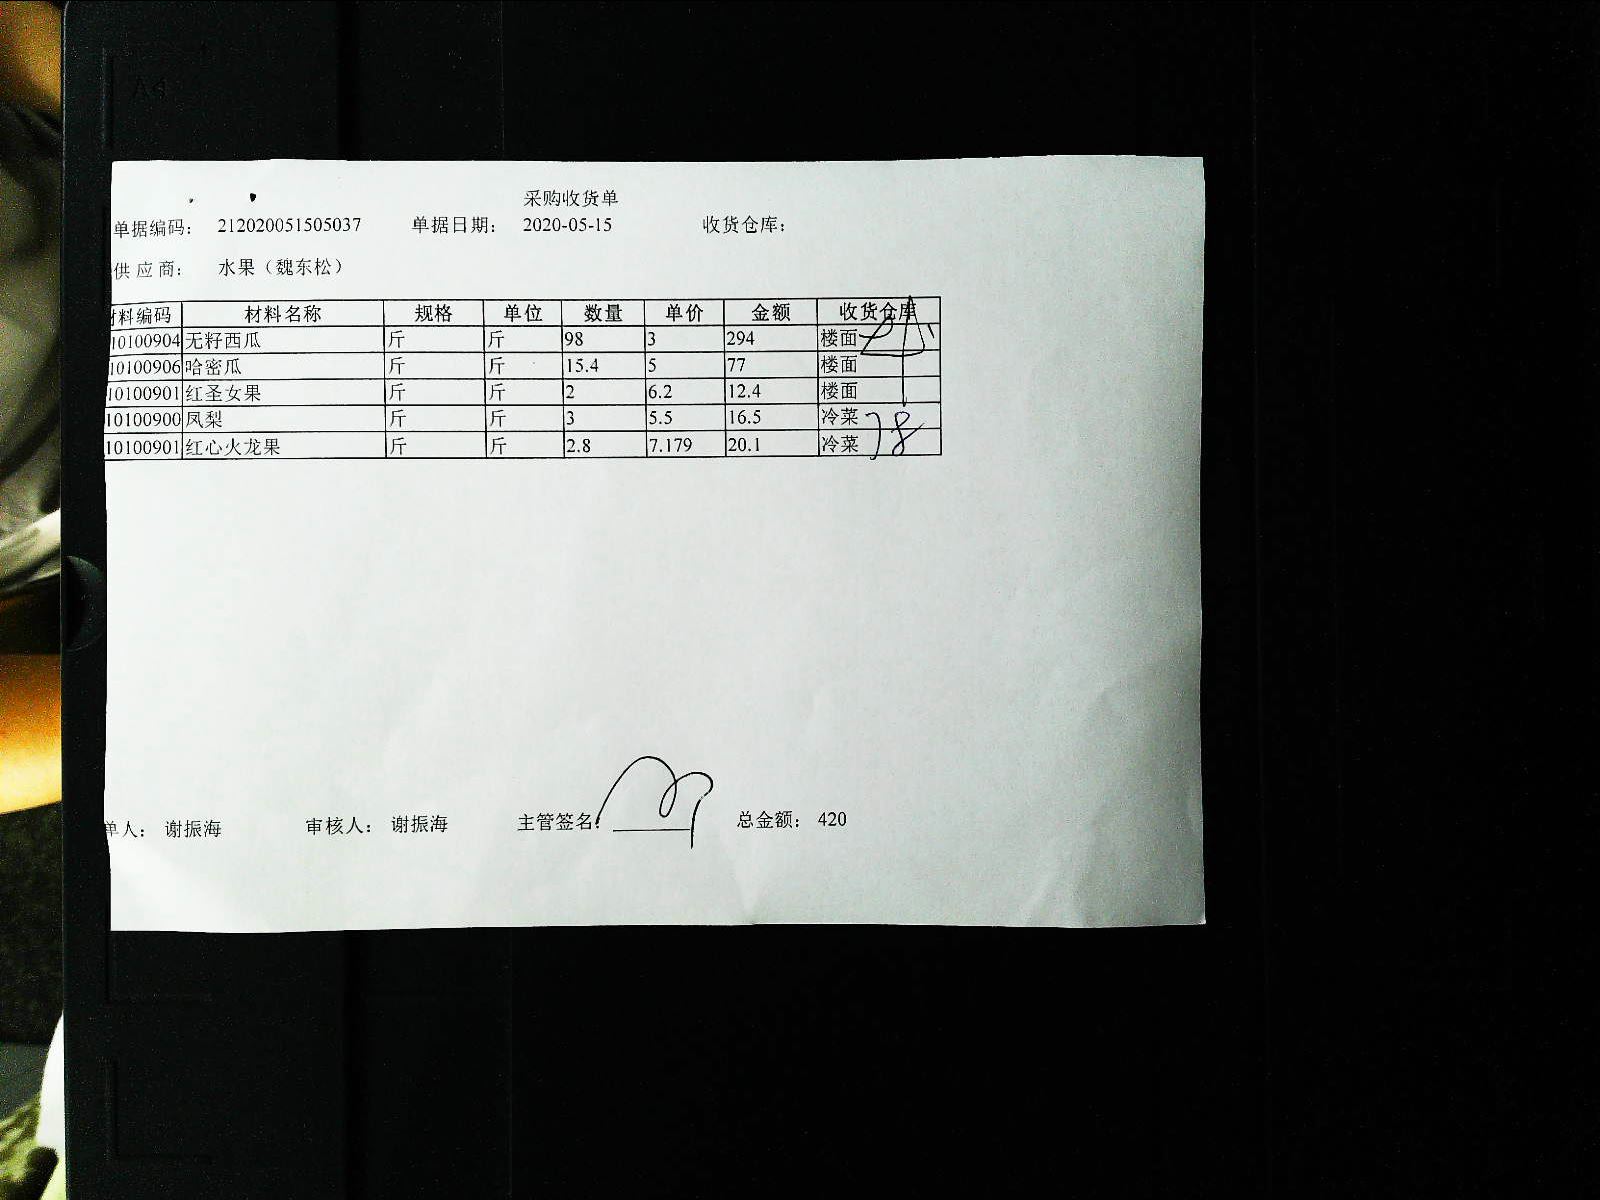 采购收货单
单据编码： 212020051505037 单据日期： 2020-05-15 收货仓库：
供应商： 水果（魏东松）
材料编码 材料名称 规格 单位 数量 单价 金额 收货仓库
10100904 无籽西瓜 斤 斤 98 3 294 楼面
10100906 哈密瓜 斤 斤 15.4 5 77 楼面
10100901 红圣女果 斤 斤 2 6.2 12.4 楼面
10100900 凤梨 斤 斤 3 5.5 16.5 冷菜
10100901 红心火龙果 斤 斤 2.8 7.179 20.1 冷菜
单人： 谢振海 审核人： 谢振海 主管签名： 总金额： 420